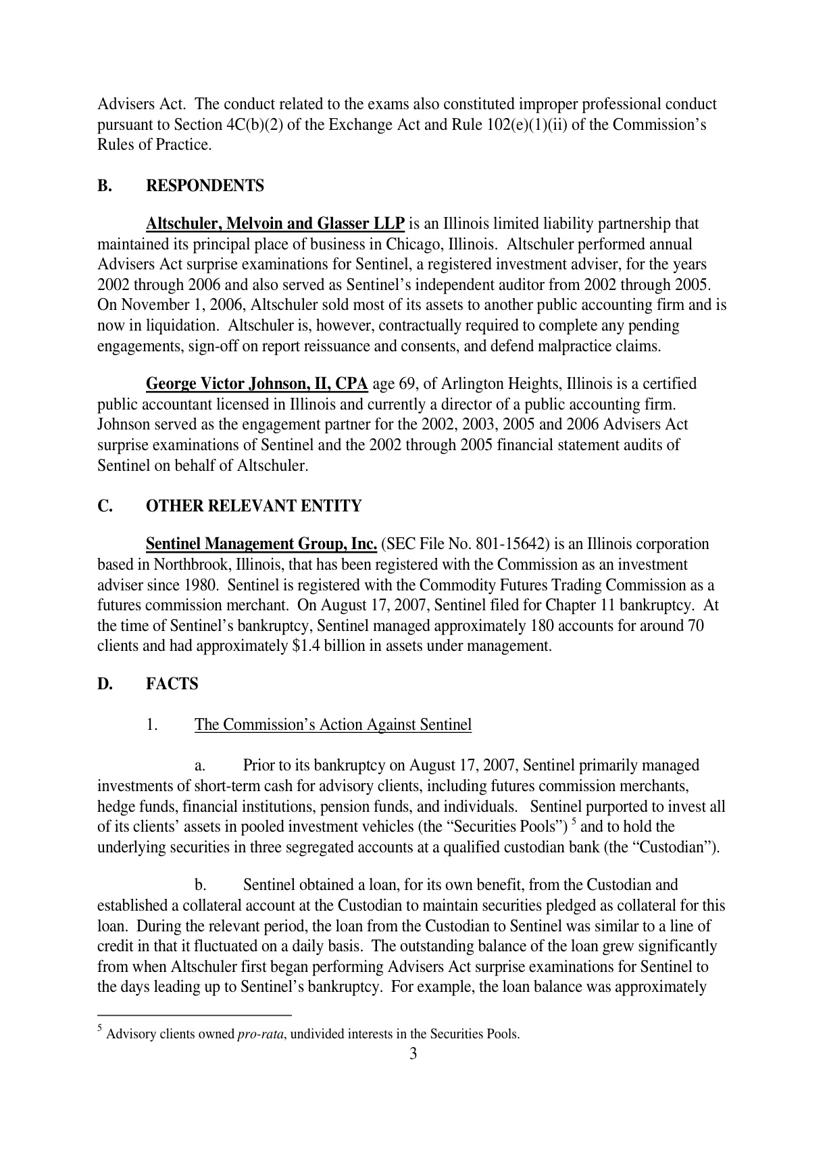 Advisers Act.  The conduct related to the exams also constituted improper professional conduct
pursuant to Section 4C(b)(2) of the Exchange Act and Rule 102(e)(1)(ii) of the Commission’s
Rules of Practice.
B. RESPONDENTS
Altschuler, Melvoin and Glasser LLP is an Illinois limited liability partnership that
maintained its principal place of business in Chicago, Illinois.  Altschuler performed annual
Advisers Act surprise examinations for Sentinel, a registered investment adviser, for the years
2002 through 2006 and also served as Sentinel’s independent auditor from 2002 through 2005.
On November 1, 2006, Altschuler sold most of its assets to another public accounting firm and is
now in liquidation.  Altschuler is, however, contractually required to complete any pending
engagements, sign-off on report reissuance and consents, and defend malpractice claims.
George Victor Johnson, II, CPA age 69, of Arlington Heights, Illinois is a certified
public accountant licensed in Illinois and currently a director of a public accounting firm.
Johnson served as the engagement partner for the 2002, 2003, 2005 and 2006 Advisers Act
surprise examinations of Sentinel and the 2002 through 2005 financial statement audits of
Sentinel on behalf of Altschuler.
C. OTHER RELEVANT ENTITY
Sentinel Management Group, Inc. (SEC File No. 801-15642) is an Illinois corporation
based in Northbrook, Illinois, that has been registered with the Commission as an investment
adviser since 1980.  Sentinel is registered with the Commodity Futures Trading Commission as a
futures commission merchant.  On August 17, 2007, Sentinel filed for Chapter 11 bankruptcy.  At
the time of Sentinel’s bankruptcy, Sentinel managed approximately 180 accounts for around 70
clients and had approximately $1.4 billion in assets under management.
D. FACTS
1. The Commission’s Action Against Sentinel
a. Prior to its bankruptcy on August 17, 2007, Sentinel primarily managed
investments of short-term cash for advisory clients, including futures commission merchants,
hedge funds, financial institutions, pension funds, and individuals.   Sentinel purported to invest all
of its clients’ assets in pooled investment vehicles (the “Securities Pools”) 5 and to hold the
underlying securities in three segregated accounts at a qualified custodian bank (the “Custodian”).
b. Sentinel obtained a loan, for its own benefit, from the Custodian and
established a collateral account at the Custodian to maintain securities pledged as collateral for this
loan.  During the relevant period, the loan from the Custodian to Sentinel was similar to a line of
credit in that it fluctuated on a daily basis.  The outstanding balance of the loan grew significantly
from when Altschuler first began performing Advisers Act surprise examinations for Sentinel to
the days leading up to Sentinel’s bankruptcy.  For example, the loan balance was approximately
5 Advisory clients owned pro-rata, undivided interests in the Securities Pools.
3